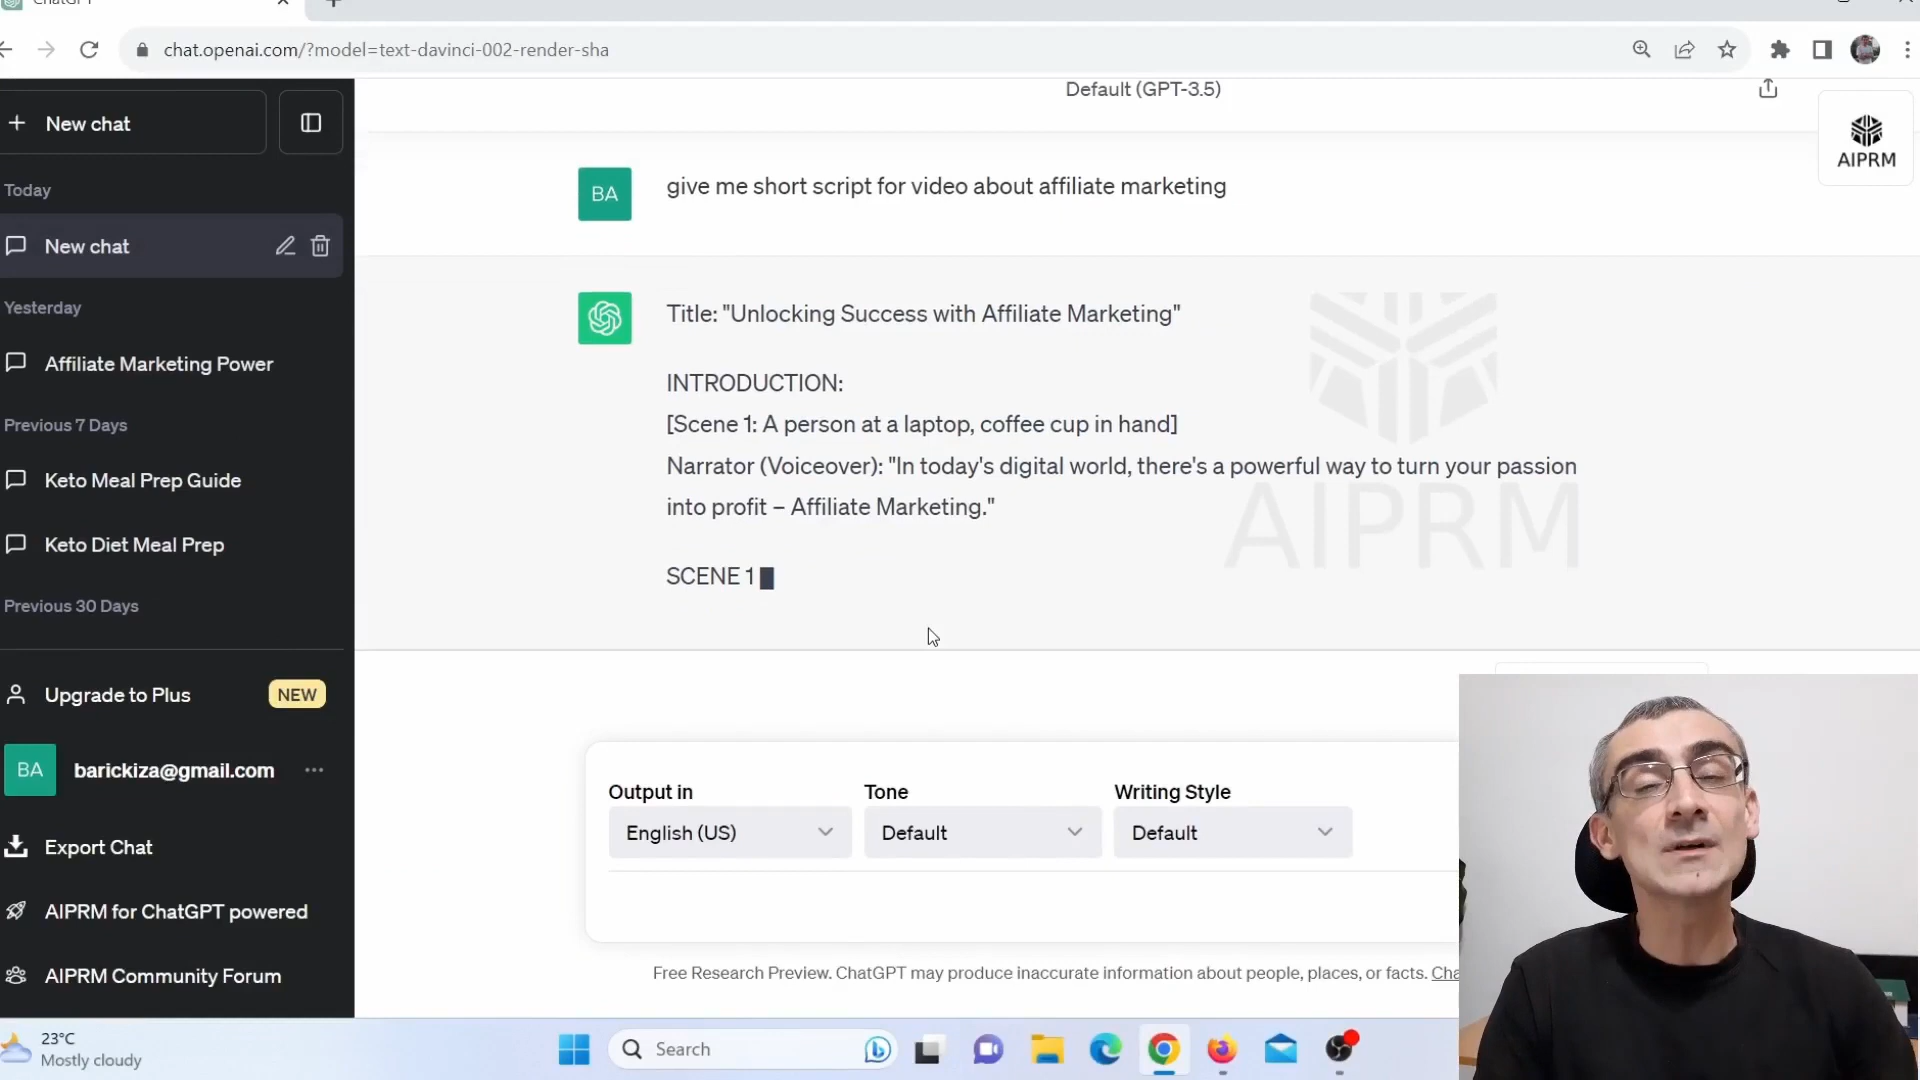 ChatGPT
chat.openai.com/?model=text-davinci-002-render-sha
Default (GPT-3.5)
AIPRM
New chat
Today
New chat
Yesterday
Affiliate Marketing Power
Previous 7 Days
Keto Meal Prep Guide
Keto Diet Meal Prep
Previous 30 Days
Upgrade to Plus NEW
BA barickiza@gmail.com
Export Chat
AIPRM for ChatGPT powered
AIPRM Community Forum
BA give me short script for video about affiliate marketing
Title: "Unlocking Success with Affiliate Marketing"
INTRODUCTION:
[Scene 1: A person at a laptop, coffee cup in hand]
Narrator (Voiceover): "In today's digital world, there's a powerful way to turn your passion
into profit – Affiliate Marketing."
SCENE 1
AIPRM
Output in Tone Writing Style
English (US) Default Default
Free Research Preview. ChatGPT may produce inaccurate information about people, places, or facts. Cha
23°C
Mostly cloudy
Search